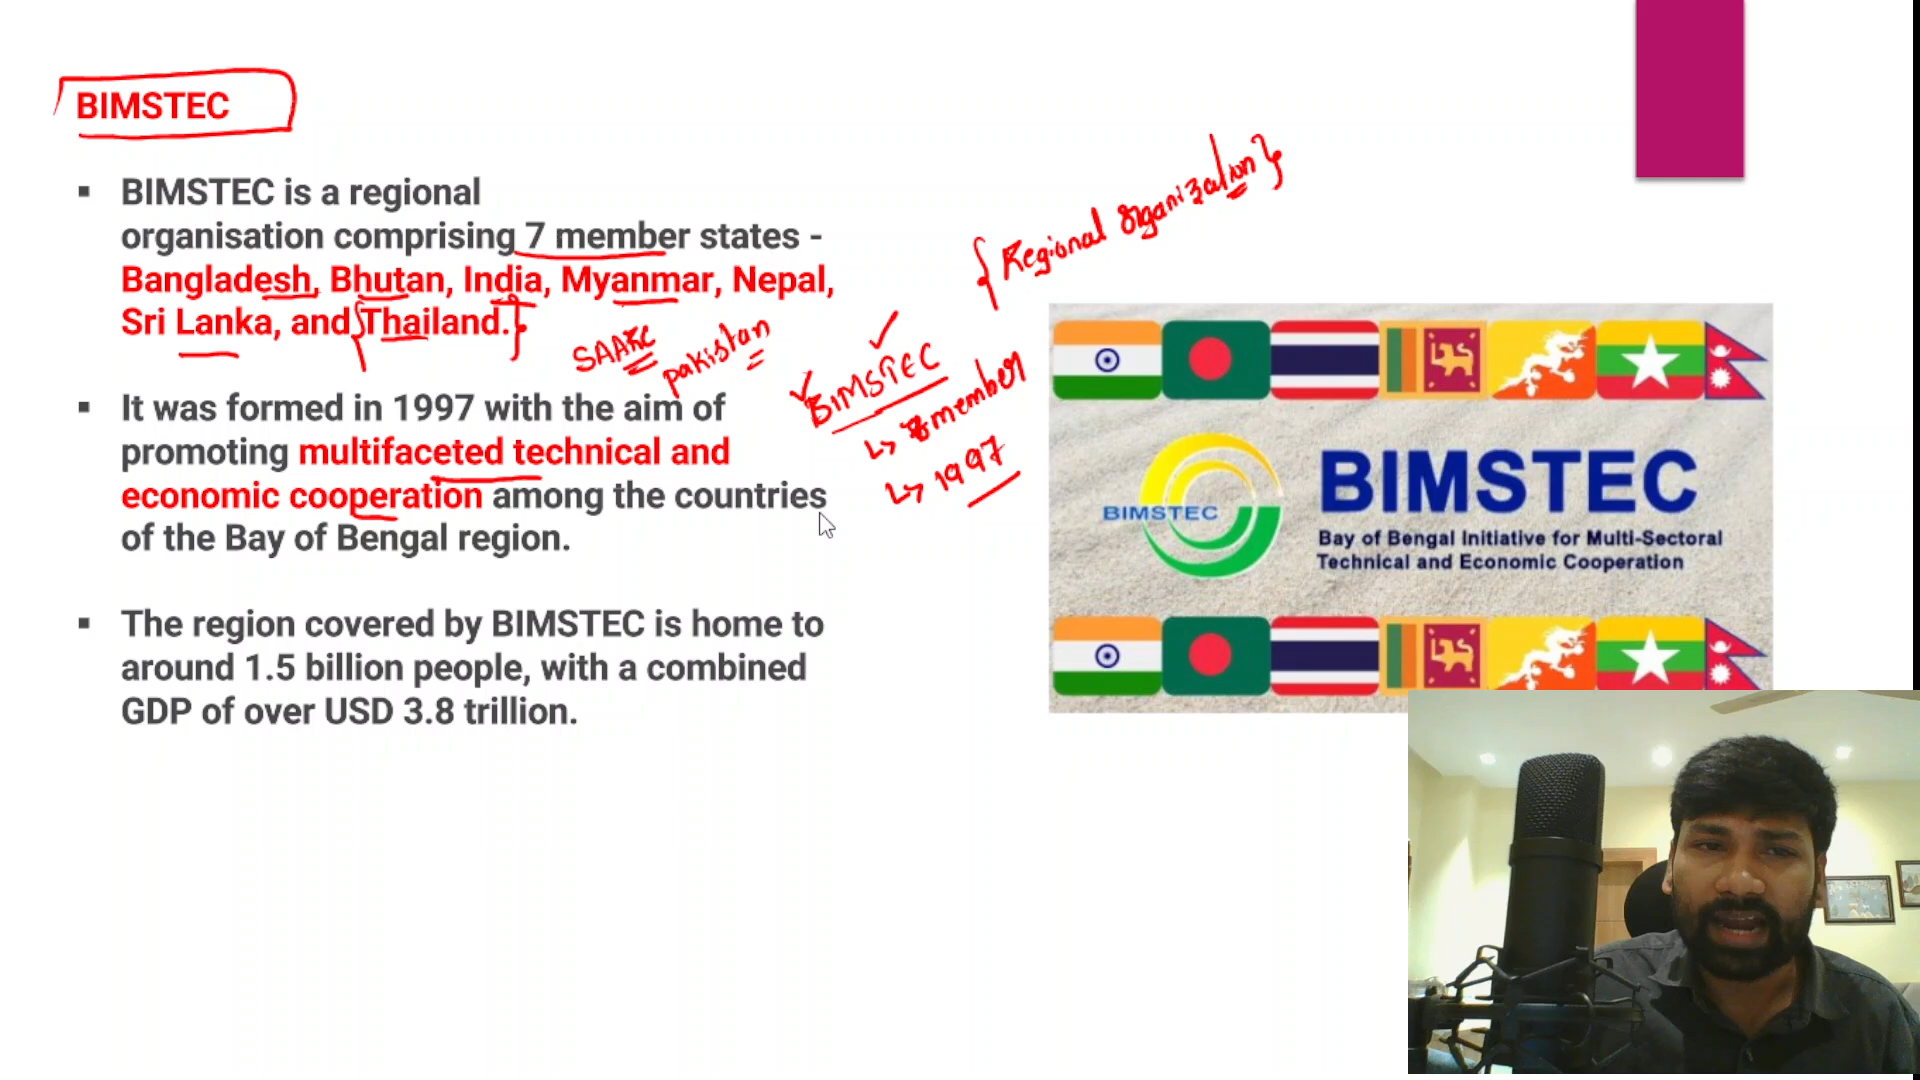 BIMSTEC
▪ BIMSTEC is a regional
organisation comprising 7 member states -
Bangladesh, Bhutan, India, Myanmar, Nepal,
Sri Lanka, and Thailand.
▪ It was formed in 1997 with the aim of
promoting multifaceted technical and
economic cooperation among the countries
of the Bay of Bengal region.
▪ The region covered by BIMSTEC is home to
around 1.5 billion people, with a combined
GDP of over USD 3.8 trillion.
SAARC
pakistan
BIMSTEC
member
1997
{Regional Organization}
BIMSTEC
BIMSTEC
Bay of Bengal Initiative for Multi-Sectoral
Technical and Economic Cooperation